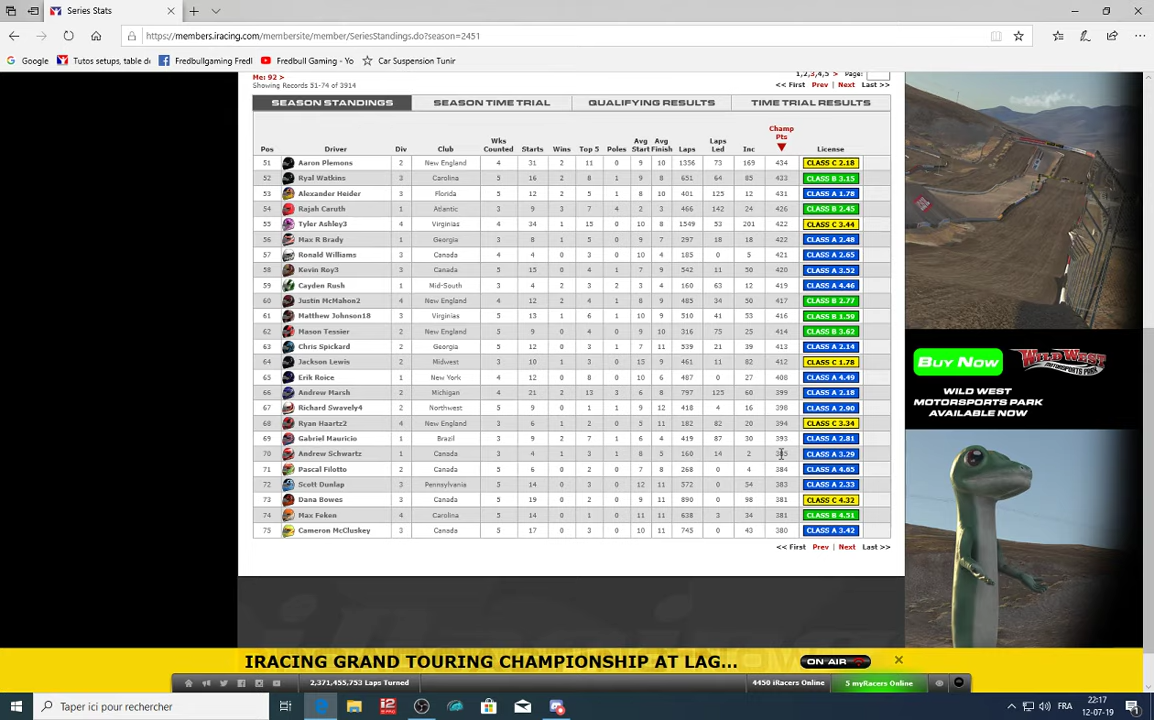 Series Stats
https://members.iracing.com/membersite/member/SeriesStandings.do?season=2451
Google Tutos setups, table d Fredbullgaming Fredl Fredbull Gaming - Yo Car Suspension Tunir
Me: 92 > 1,2,3,4,5 > Page:
Showing Records 51-74 of 3914 << First Prev | Next Last >>
SEASON STANDINGS SEASON TIME TRIAL QUALIFYING RESULTS TIME TRIAL RESULTS
Pos Driver Div Club Wks Counted Starts Wins Top 5 Poles Avg Start Avg Finish Laps Laps Led Inc Champ Pts License
51 Aaron Plemons 2 New England 4 31 2 11 0 9 10 1356 73 169 434 CLASS C 2.18
52 Ryal Watkins 3 Carolina 5 16 2 8 1 9 8 651 64 85 433 CLASS B 3.15
53 Alexander Heider 3 Florida 5 12 2 5 1 8 10 401 125 12 431 CLASS A 1.78
54 Rajah Caruth 1 Atlantic 3 9 3 7 4 2 3 466 142 24 426 CLASS B 2.45
55 Tyler Ashley3 4 Virginias 4 34 1 15 0 10 8 1549 53 201 422 CLASS C 3.44
56 Max R Brady 1 Georgia 3 8 1 5 0 9 7 297 18 18 422 CLASS A 2.48
57 Ronald Williams 3 Canada 4 4 0 3 0 10 4 185 0 5 421 CLASS A 2.65
58 Kevin Roy3 3 Canada 5 15 0 4 1 9 7 542 11 50 420 CLASS A 3.52
59 Cayden Rush 1 Mid-South 3 4 2 3 2 3 4 160 63 12 419 CLASS A 4.46
60 Justin McMahon2 4 New England 4 12 2 4 1 8 9 485 34 50 417 CLASS B 2.77
61 Matthew Johnson18 3 Virginias 5 13 1 6 1 10 9 510 41 53 416 CLASS B 1.59
62 Mason Tessier 2 New England 5 9 0 4 0 10 9 316 75 25 414 CLASS B 3.62
63 Chris Spickard 2 Georgia 5 12 0 3 1 7 11 539 21 39 413 CLASS A 2.14
64 Jackson Lewis 2 Midwest 3 10 1 3 0 15 9 461 11 82 412 CLASS C 1.78
65 Erik Roice 1 New York 4 12 0 8 0 10 6 487 0 27 408 CLASS A 4.49
66 Andrew Marsh 2 Michigan 4 21 2 13 3 6 8 797 125 60 399 CLASS A 2.18
67 Richard Swavely4 2 Northwest 5 9 0 1 1 9 12 418 4 16 398 CLASS A 2.90
68 Ryan Haartz2 4 New England 3 6 1 2 0 5 11 182 82 20 394 CLASS C 3.34
69 Gabriel Mauricio 1 Brazil 3 9 2 7 1 6 4 419 87 30 393 CLASS A 2.81
70 Andrew Schwartz 1 Canada 3 4 1 3 1 8 5 160 14 2 385 CLASS A 3.29
71 Pascal Filotto 2 Canada 5 6 0 2 0 7 8 268 0 4 384 CLASS A 4.65
72 Scott Dunlap 3 Pennsylvania 5 14 0 3 0 12 11 572 0 54 383 CLASS A 2.33
73 Dana Bowes 3 Canada 5 19 0 2 0 9 11 890 0 98 381 CLASS C 4.32
74 Max Feken 4 Carolina 5 14 0 1 0 11 11 638 3 44 381 CLASS B 4.51
75 Cameron McCluskey 3 Canada 5 17 0 3 0 10 11 745 0 43 380 CLASS A 3.42
<< First Prev | Next Last >>
Buy Now WILD WEST MOTORSPORTS PARK
WILD WEST
MOTORSPORTS PARK
AVAILABLE NOW
IRACING GRAND TOURING CHAMPIONSHIP AT LAG... ON AIR
2,371,455,753 Laps Turned 4450 iRacers Online 5 myRacers Online
Taper ici pour rechercher FRA 22:17
12-07-19